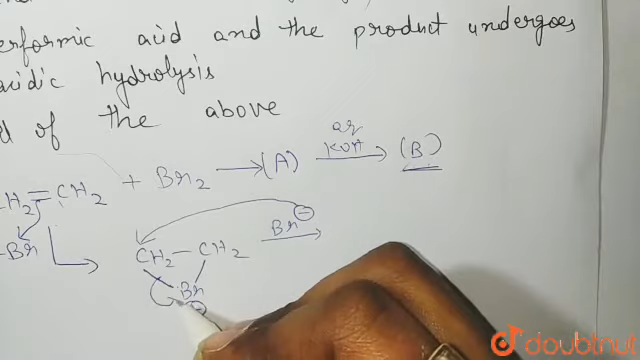 erformic acid and the product undergoes
acidic hydrolysis
d of the above
CH2=CH2 + Br2 → (A) aq KOH → (B)
-Br
CH2-CH2 Br⊖
Br
doubtnut